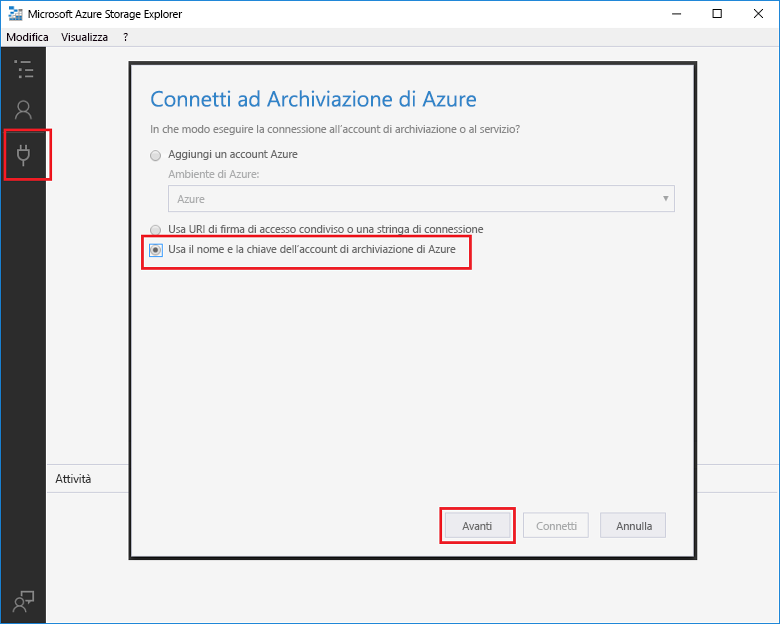 Microsoft Azure Storage Explorer
Modifica Visualizza ?
Connetti ad Archiviazione di Azure
In che modo eseguire la connessione all'account di archiviazione o al servizio?
Aggiungi un account Azure
Ambiente di Azure:
Azure
Usa URI di firma di accesso condiviso o una stringa di connessione
Usa il nome e la chiave dell'account di archiviazione di Azure
Attività
Avanti Connetti Annulla